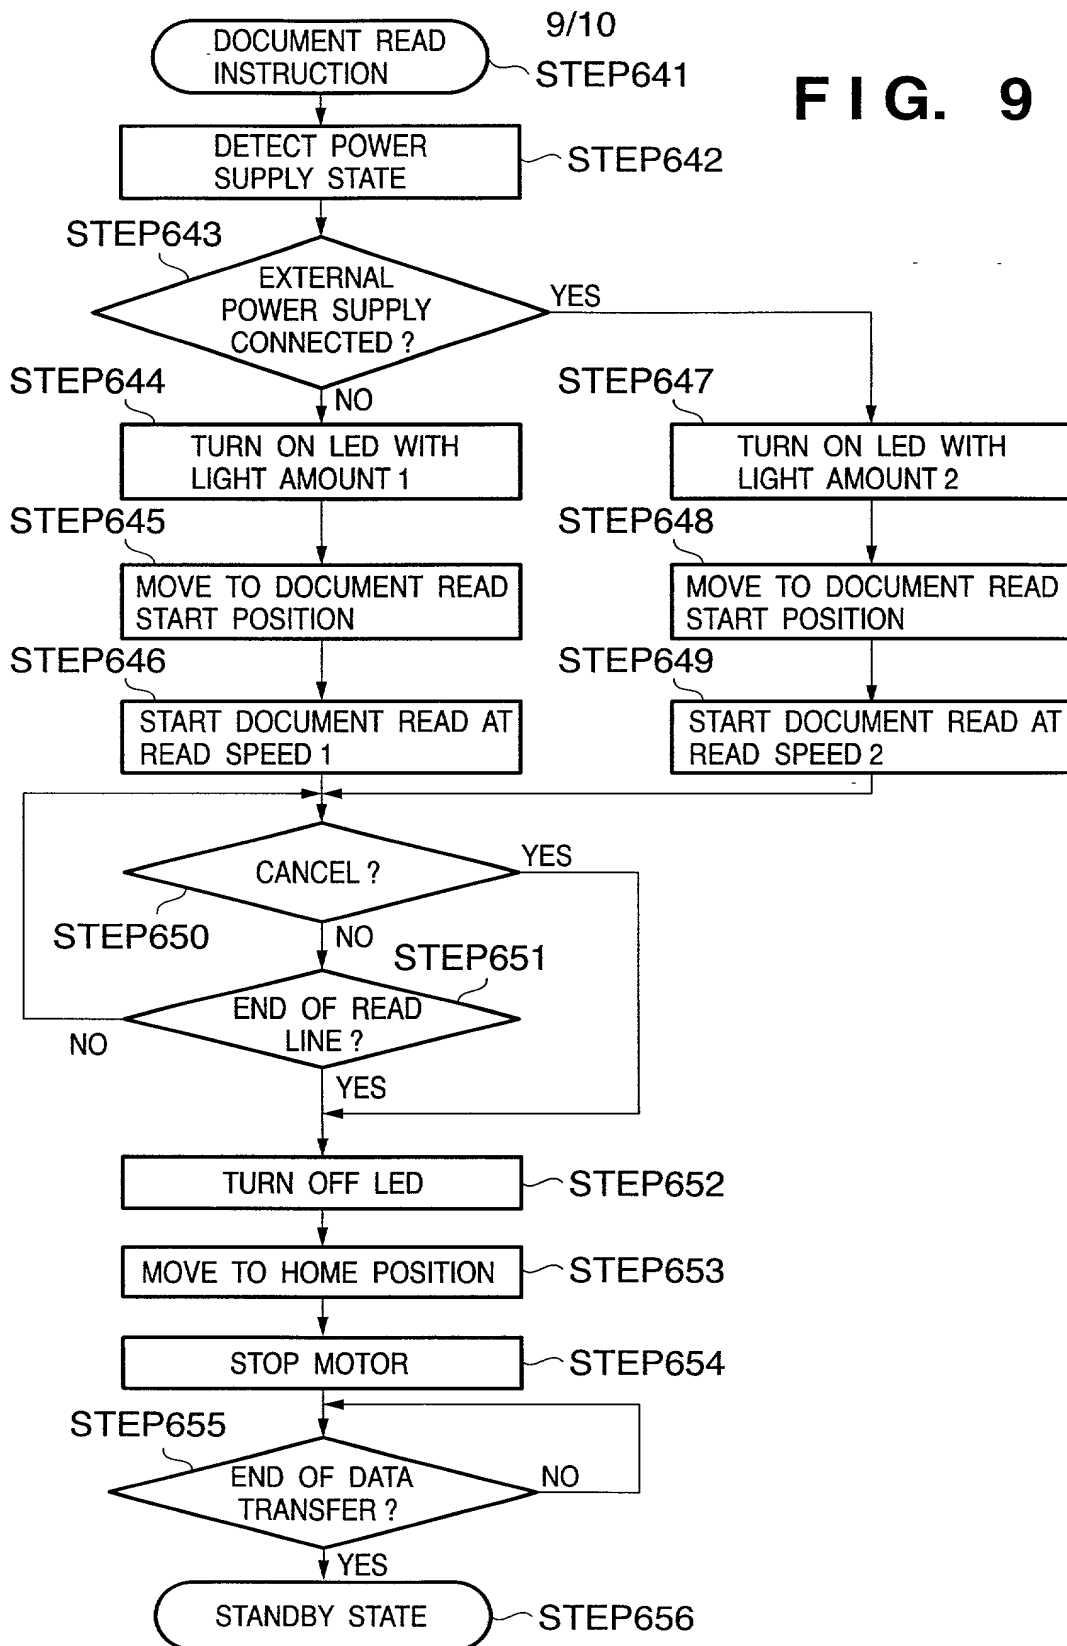 9/10
FIG. 9
DOCUMENT READ
INSTRUCTION
STEP641
DETECT POWER
SUPPLY STATE
STEP642
STEP643
EXTERNAL
POWER SUPPLY
CONNECTED ?
YES
NO
STEP644
TURN ON LED WITH
LIGHT AMOUNT 1
STEP645
MOVE TO DOCUMENT READ
START POSITION
STEP646
START DOCUMENT READ AT
READ SPEED 1
STEP647
TURN ON LED WITH
LIGHT AMOUNT 2
STEP648
MOVE TO DOCUMENT READ
START POSITION
STEP649
START DOCUMENT READ AT
READ SPEED 2
CANCEL ?
YES
STEP650
NO
STEP651
END OF READ
LINE ?
NO
YES
TURN OFF LED
STEP652
MOVE TO HOME POSITION
STEP653
STOP MOTOR
STEP654
STEP655
END OF DATA
TRANSFER ?
NO
YES
STANDBY STATE
STEP656